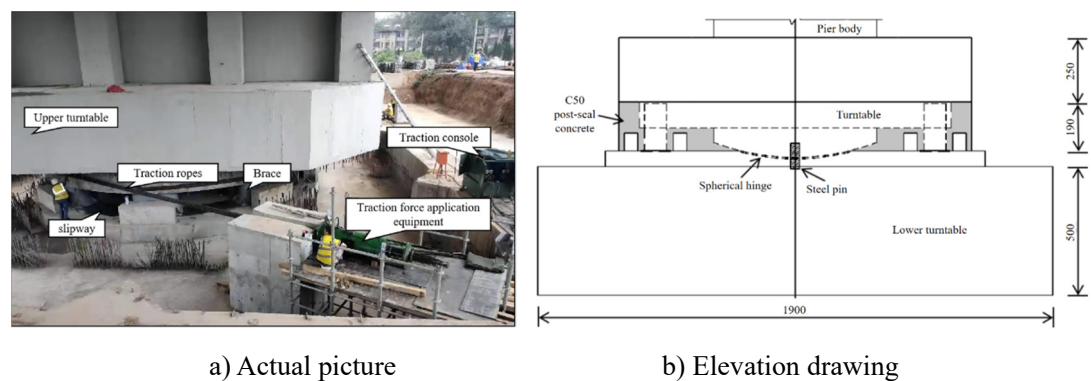 Upper turntable
Traction console
Traction ropes
Brace
Traction force application
equipment
slipway
Pier body
250
C50
post-seal
concrete
Turntable
190
Spherical hinge
Steel pin
Lower turntable
500
1900
a) Actual picture
b) Elevation drawing